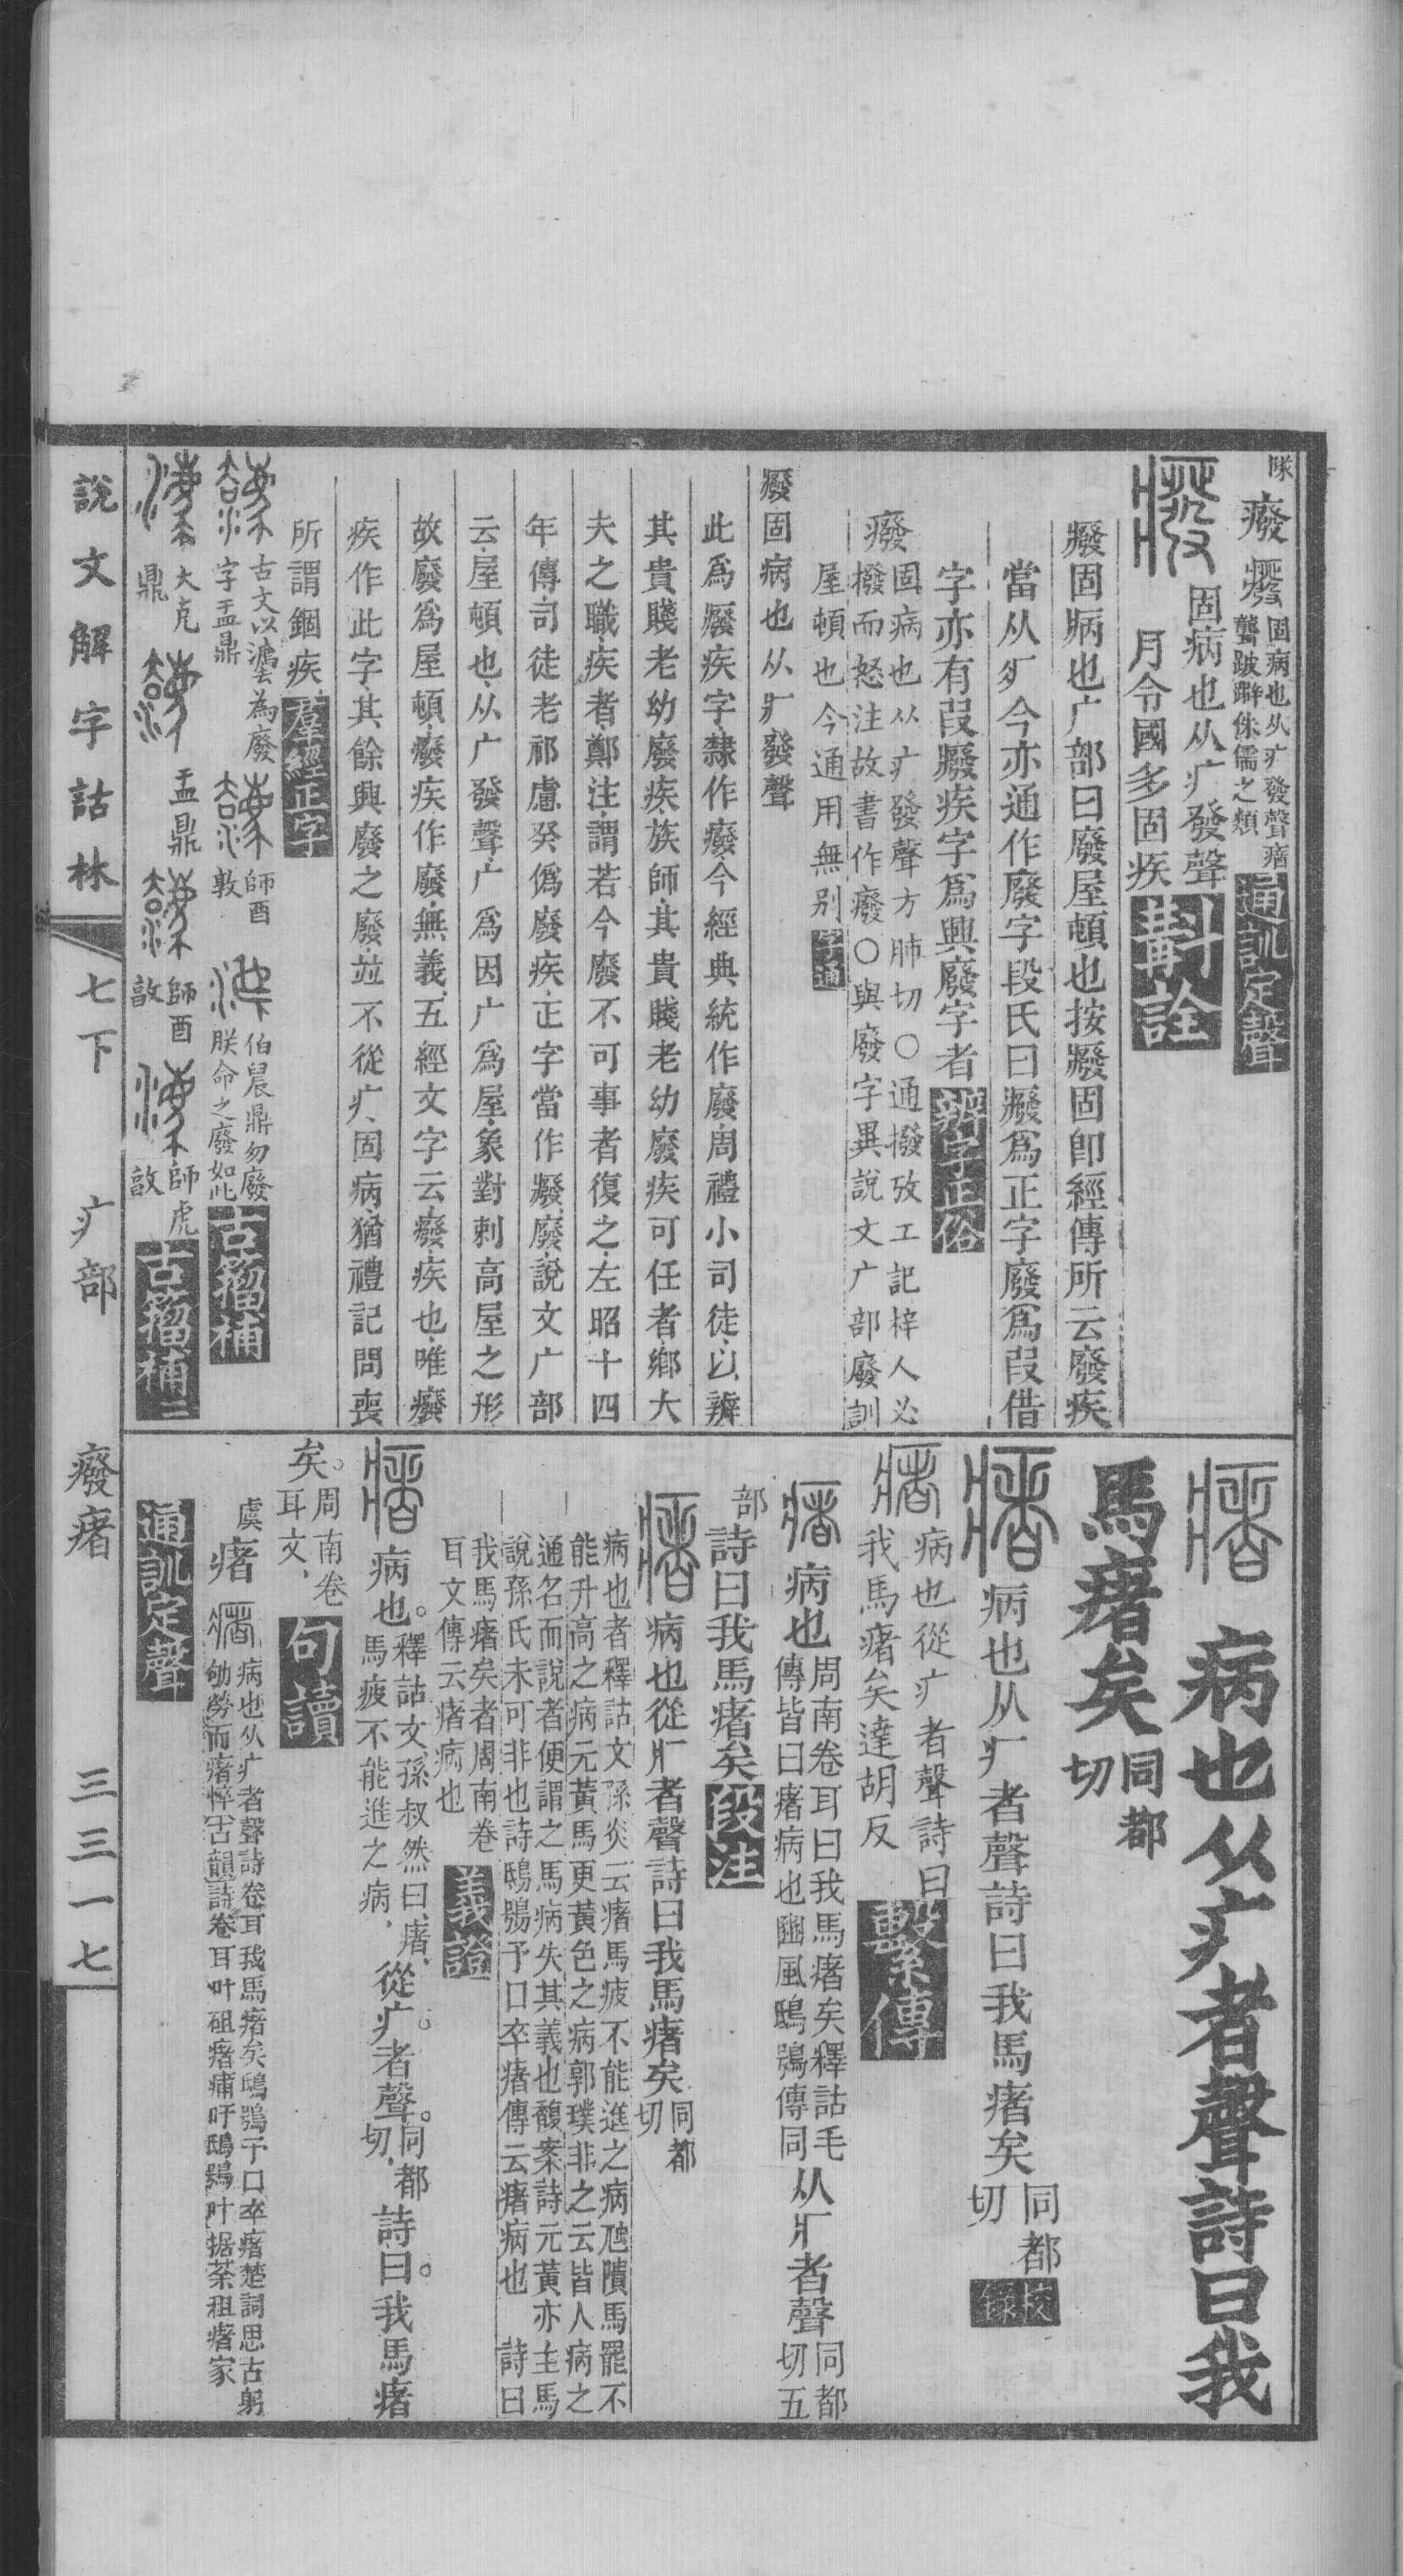 隊
癈
固病也从疒發聲瘖
聾跛躃侏儒之類
通訓定聲
固病也从疒發聲
月令國多固疾
斠詮
癈固病也广部曰廢屋頓也按癈固卽經傳所云廢疾
當从疒今亦通作廢字段氏曰癈爲正字廢爲叚借
字亦有叚癈疾字爲興廢字者
辨字正俗
癈
固病也从疒發聲方肺切○通撥攷工記梓人必
撥而怒注故書作癈○與廢字異說文广部廢訓
屋頓也今通用無别
字通
癈固病也从疒發聲
此爲癈疾字隸作癈今經典統作廢周禮小司徒以辨
其貴賤老幼廢疾族師其貴賤老幼廢疾可任者鄉大
夫之職疾者鄭注謂若今廢不可事者復之左昭十四
年傳司徒老祁慮癸僞廢疾正字當作癈廢說文广部
云屋頓也从广發聲广爲因广爲屋象對刺高屋之形
故廢爲屋頓癈疾作廢無義五經文字云癈疾也唯癈
疾作此字其餘興廢之廢竝不從疒固病猶禮記問喪
所謂錮疾
羣經正字
古文以灋爲廢
字盂鼎
師酉
敦
伯晨鼎勿廢
朕命之廢如此
古籀補
大克
鼎
盂鼎
師酉
敦
師虎
敦
古籀補二
病也从疒者聲詩曰我
馬瘏矣
同都
切
病也从疒者聲詩曰我馬瘏矣
同都
切
校
錄
病也從疒者聲詩曰
我馬瘏矣達胡反
繫傳
病也
周南卷耳曰我馬瘏矣釋詁毛
傳皆曰瘏病也豳風鴟鴞傳同
从疒者聲
同都
切五
部
詩曰我馬瘏矣
段注
病也從疒者聲詩曰我馬瘏矣
同都
切
病也者釋詁文孫炎云瘏馬疲不能進之病虺隤馬罷不
能升高之病元黃馬更黃色之病郭璞非之云皆人病之
通名而說者便謂之馬病失其義也馥案詩元黃亦主馬
說孫氏未可非也詩鴟鴞予口卒瘏傳云瘏病也 詩曰
我馬瘏矣者周南卷
耳文傳云瘏病也
義證
病也。
釋詁文孫叔然曰瘏、
馬疲不能進之病、
從疒。者聲。
同都
切、
詩曰。我馬瘏
矣。
周南卷
耳文、
句讀
虞
瘏
病也从疒者聲詩卷耳我馬瘏矣鴟鴞予口卒瘏楚詞思古躬
劬勞而瘏悴〔古韻〕詩卷耳叶砠瘏痡吁鴟鴞叶据荼租瘏家
通訓定聲
說文解字詁林
七下
疒部
癈瘏
三三一七